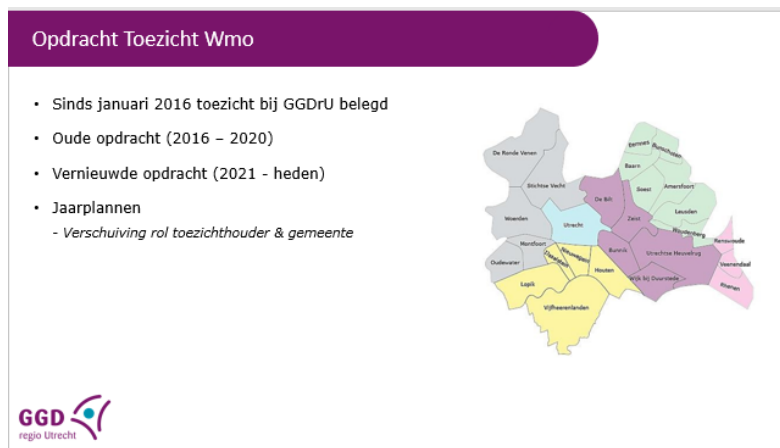 Opdracht Toezicht Wmo
• Sinds januari 2016 toezicht bij GGDrU belegd
• Oude opdracht (2016 – 2020)
• Vernieuwde opdracht (2021 - heden)
• Jaarplannen
- Verschuiving rol toezichthouder & gemeente
De Ronde Venen
Stichtse Vecht
Woerden
Montfoort
Oudewater
Utrecht
De Bilt
Zeist
Bunnik
Utrechtse Heuvelrug
Wijk bij Duurstede
Eemnes
Bunschoten
Baarn
Soest
Amersfoort
Leusden
Woudenberg
Renswoude
Veenendaal
Rhenen
IJsselstein
Nieuwegein
Houten
Lopik
Vijfheerenlanden
GGD
regio Utrecht